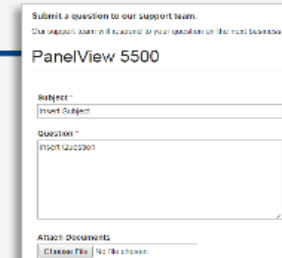 Submit a question to our support team.
Our support team will respond to your question on the next business
PanelView 5500
Subject *
Insert Subject
Question *
Insert Question
Attach Documents
Choose File No file chosen